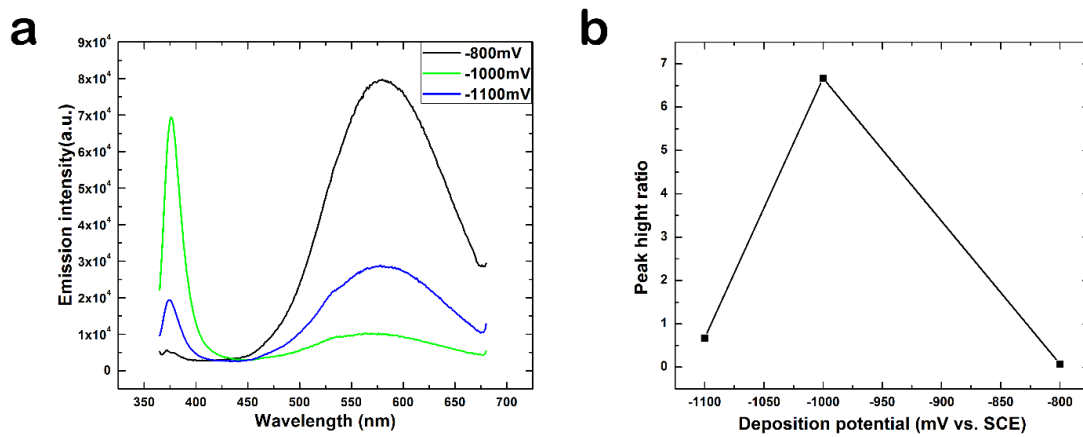 a
9x10⁴
8x10⁴
7x10⁴
6x10⁴
5x10⁴
4x10⁴
3x10⁴
2x10⁴
1x10⁴
0
Emission intensity(a.u.)
-800mV
-1000mV
-1100mV
350 400 450 500 550 600 650 700
Wavelength (nm)
b
7
6
5
4
3
2
1
0
Peak hight ratio
-1100 -1050 -1000 -950 -900 -850 -800
Deposition potential (mV vs. SCE)